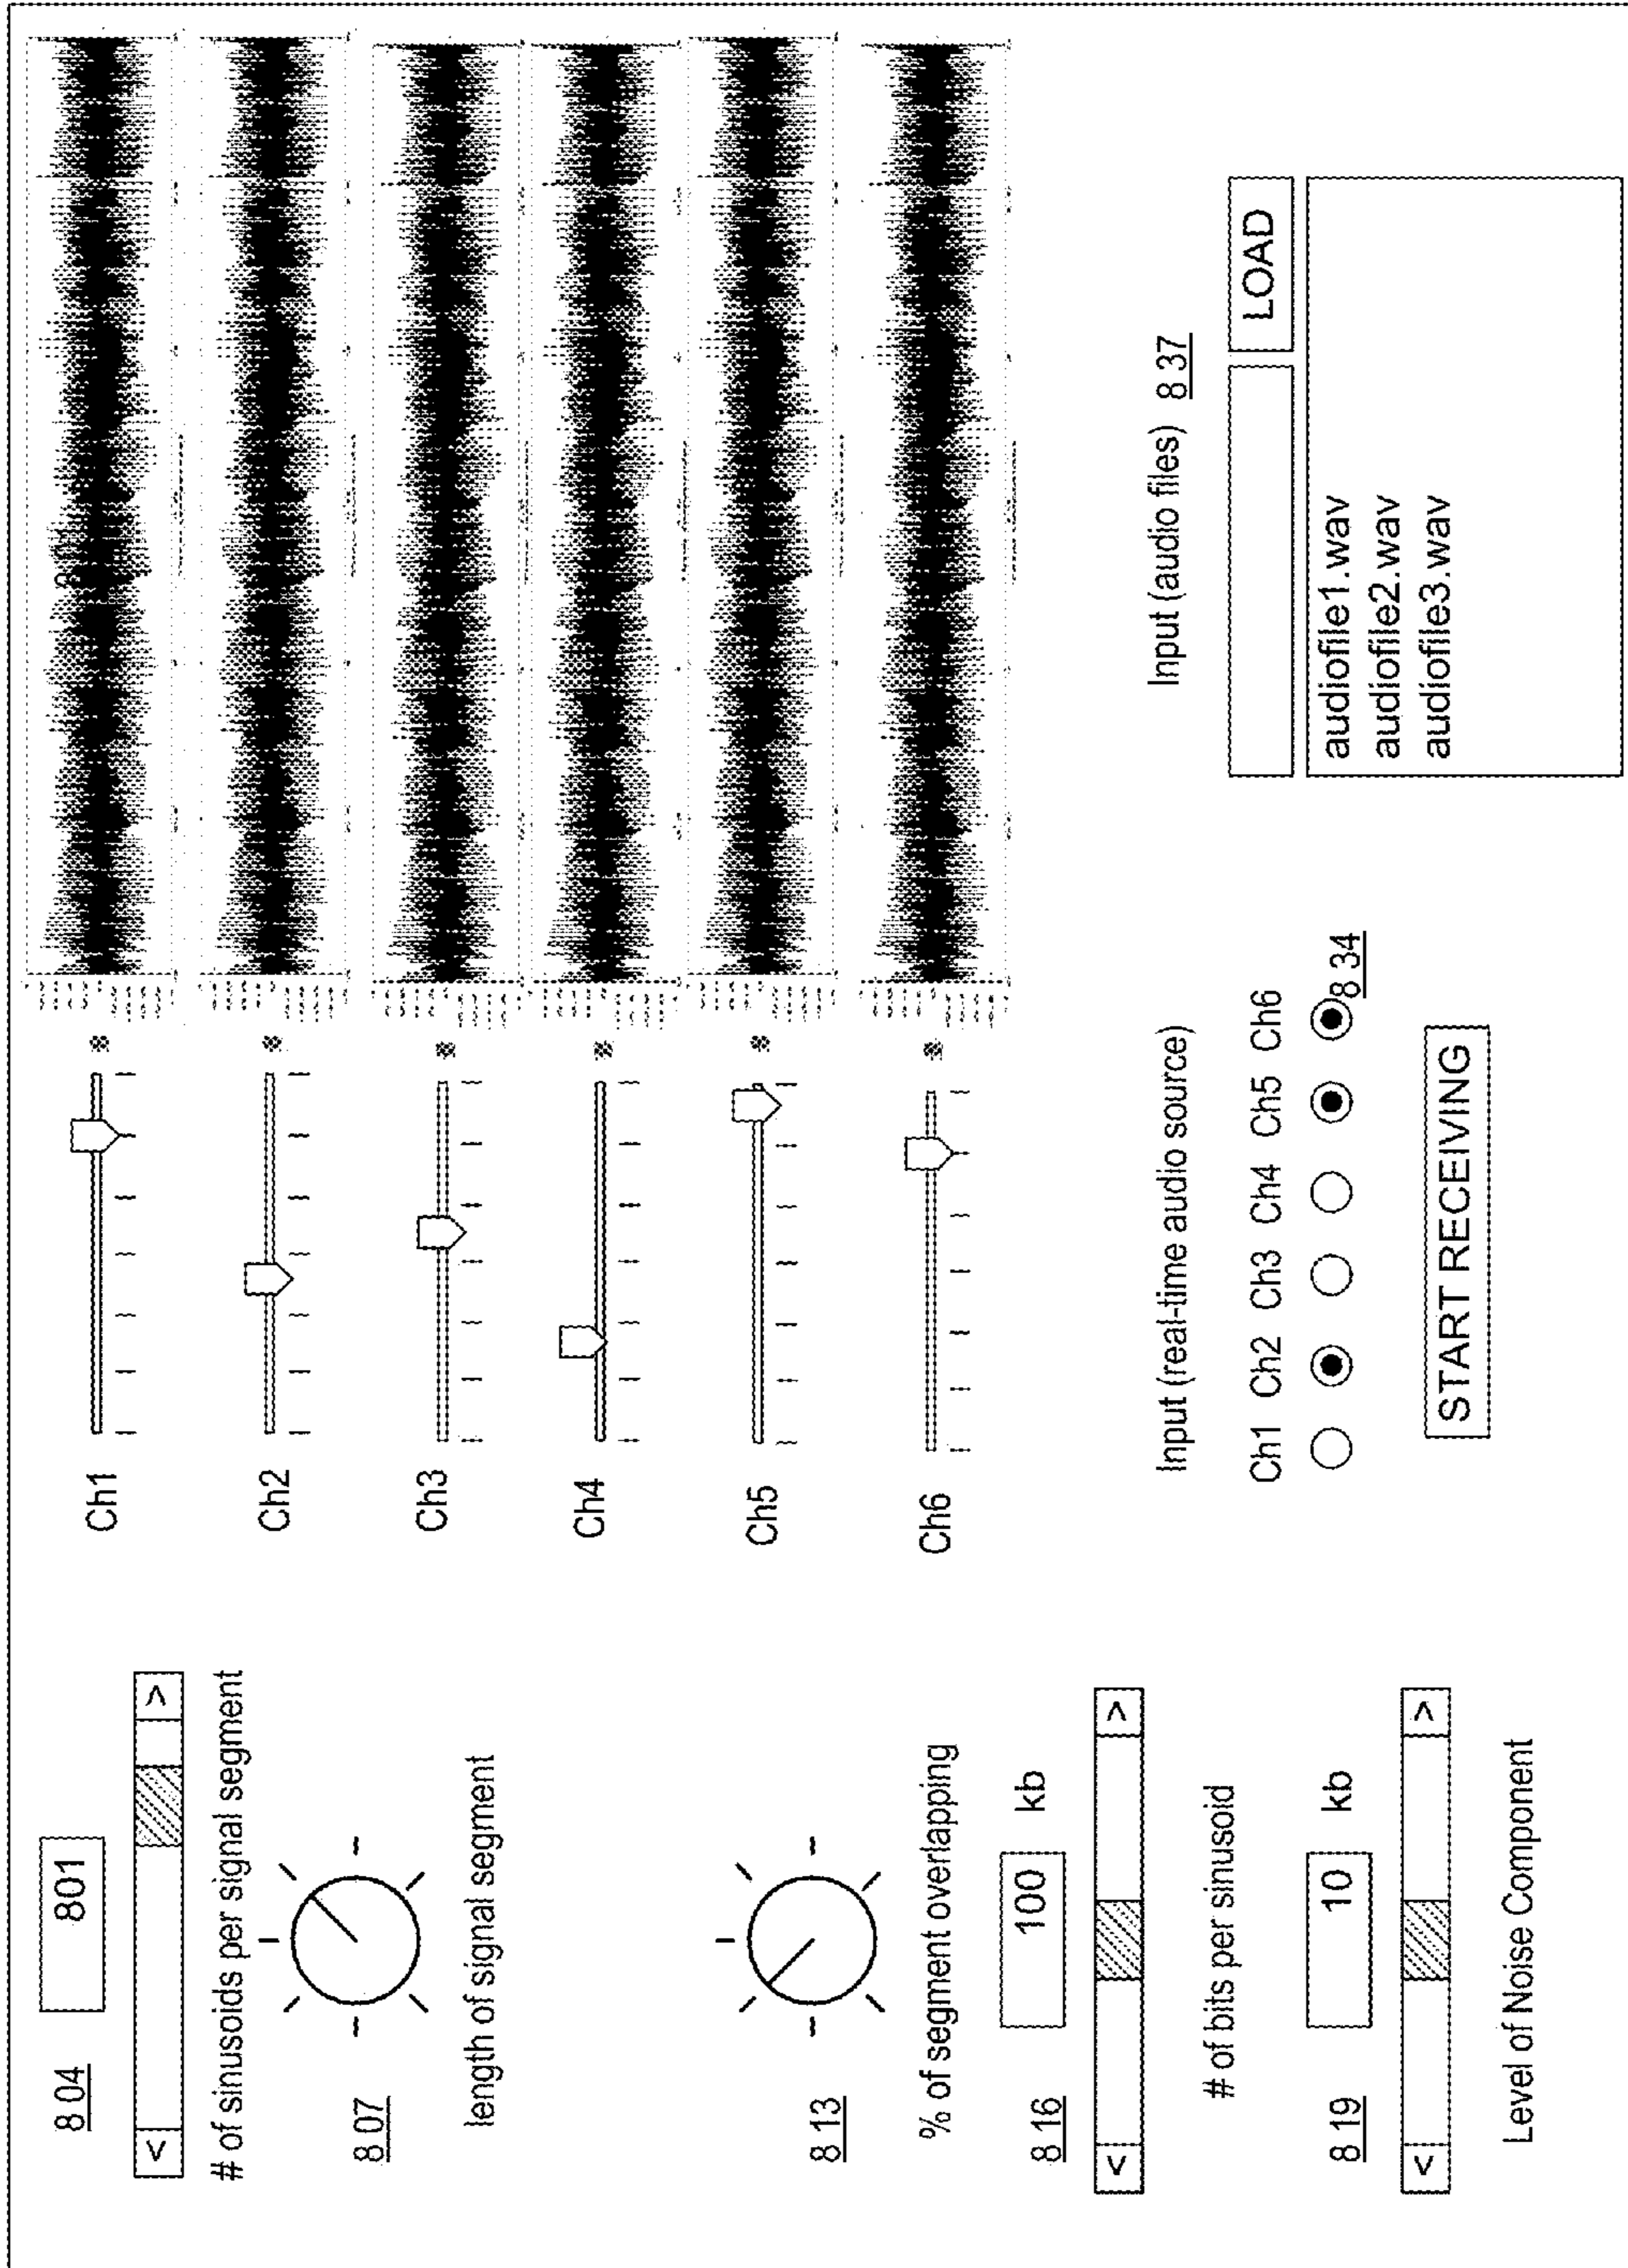 8 04
801
< >
# of sinusoids per signal segment
8 07
length of signal segment
8 13
% of segment overlapping
8 16
100 kb
< >
# of bits per sinusoid
8 19
10 kb
< >
Level of Noise Component
Ch1
Ch2
Ch3
Ch4
Ch5
Ch6
Input (real-time audio source)
Ch1 Ch2 Ch3 Ch4 Ch5 Ch6
8 34
START RECEIVING
Input (audio files) 8 37
LOAD
audiofile1.wav
audiofile2.wav
audiofile3.wav